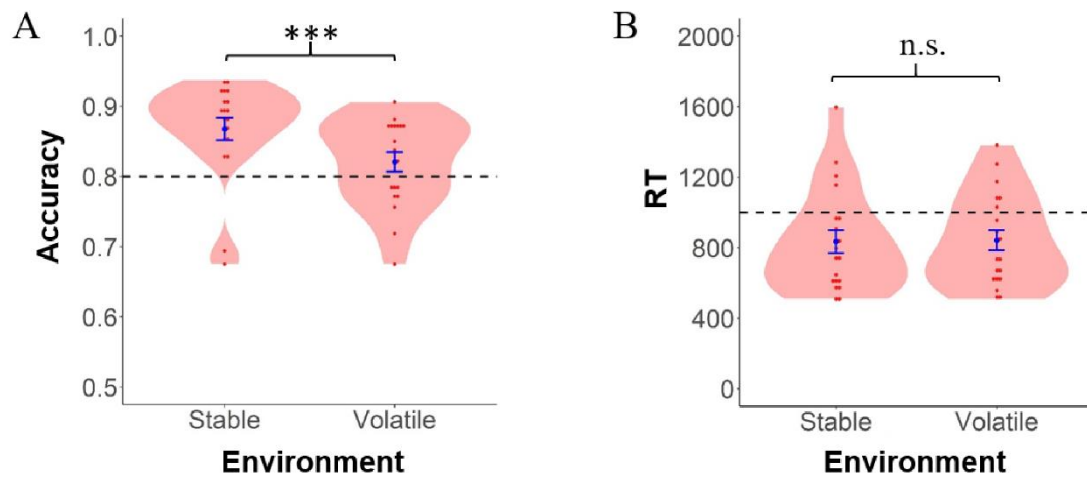 A
***
1.0
0.9
0.8
0.7
0.6
0.5
Accuracy
Stable
Volatile
Environment
B
n.s.
2000
1600
1200
800
400
0
RT
Stable
Volatile
Environment